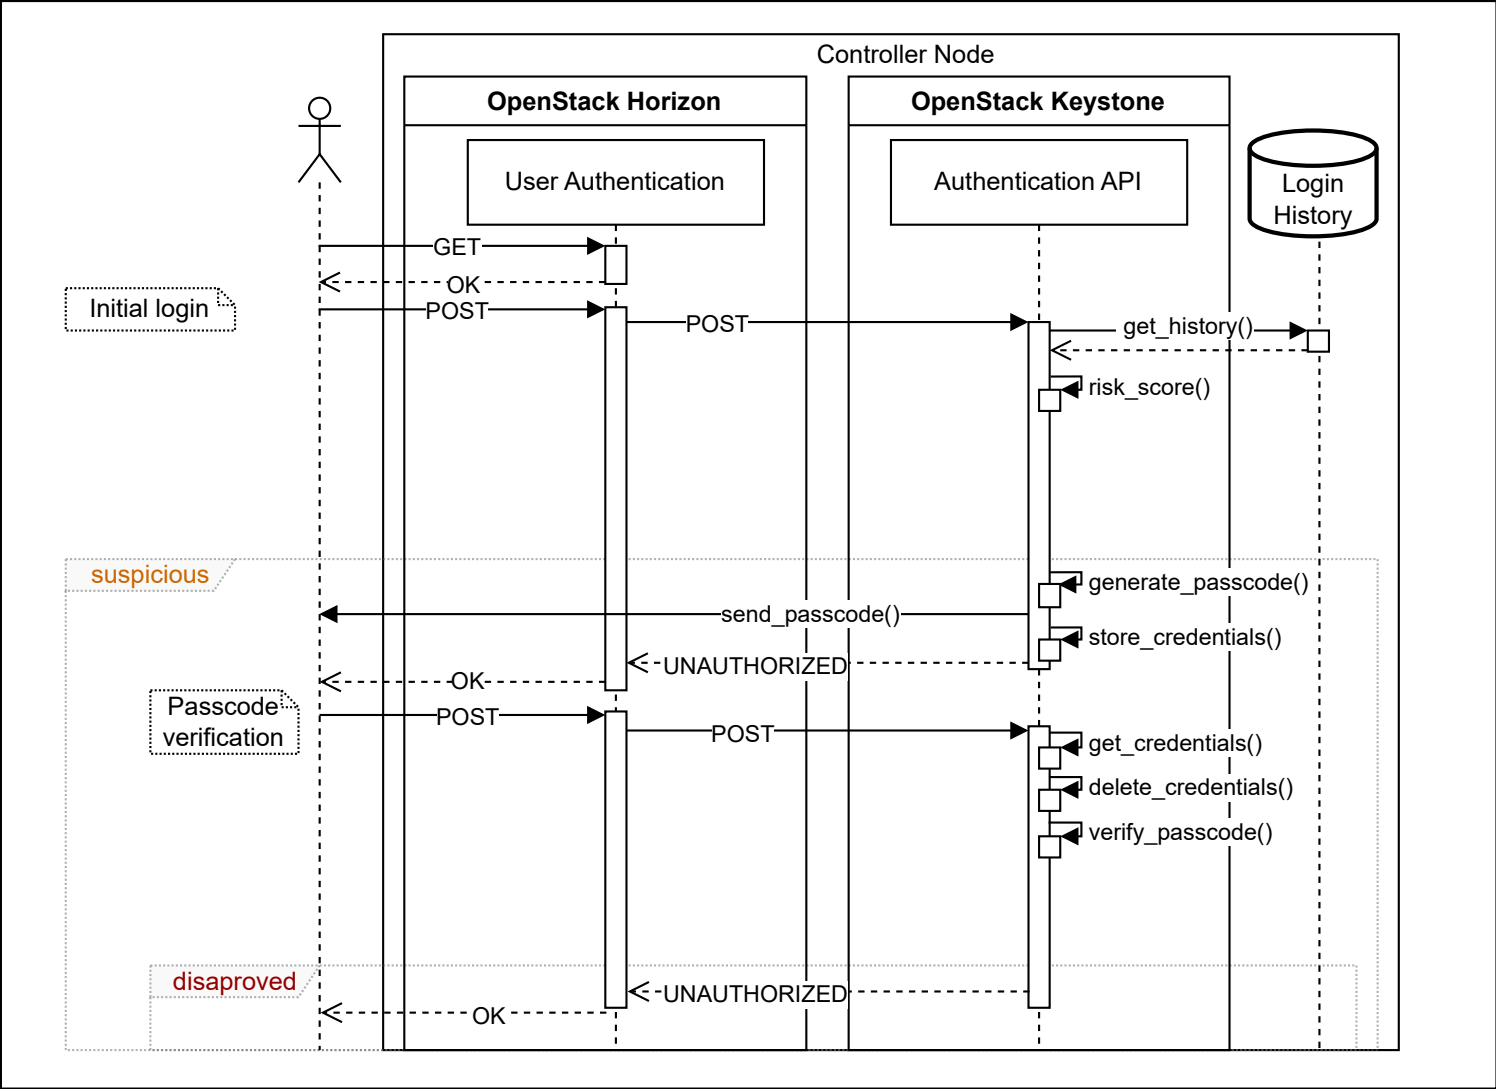 Controller Node
OpenStack Horizon
OpenStack Keystone
User Authentication
Authentication API
Login
History
GET
OK
Initial login
POST
POST
get_history()
risk_score()
suspicious
generate_passcode()
send_passcode()
store_credentials()
UNAUTHORIZED
OK
Passcode
verification
POST
POST
get_credentials()
delete_credentials()
verify_passcode()
disaproved
UNAUTHORIZED
OK